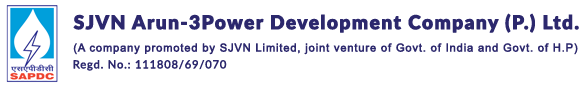 SJVN Arun-3Power Development Company (P.) Ltd.
(A company promoted by SJVN Limited, joint venture of Govt. of India and Govt. of H.P)
Regd. No.: 111808/69/070
एसएपीडीसी
SAPDC